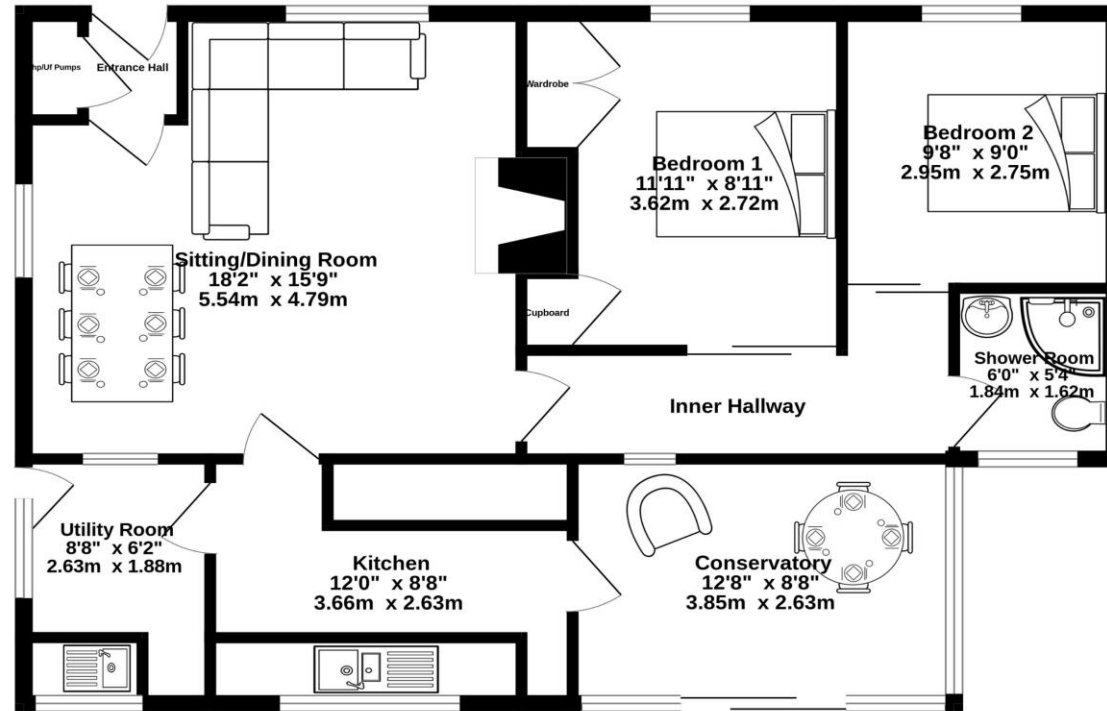 Uf Pumps
Entrance Hall
Wardrobe
Bedroom 1
11'11" x 8'11"
3.62m x 2.72m
Bedroom 2
9'8" x 9'0"
2.95m x 2.75m
Sitting/Dining Room
18'2" x 15'9"
5.54m x 4.79m
Cupboard
Shower Room
6'0" x 5'4"
1.84m x 1.62m
Inner Hallway
Utility Room
8'8" x 6'2"
2.63m x 1.88m
Kitchen
12'0" x 8'8"
3.66m x 2.63m
Conservatory
12'8" x 8'8"
3.85m x 2.63m